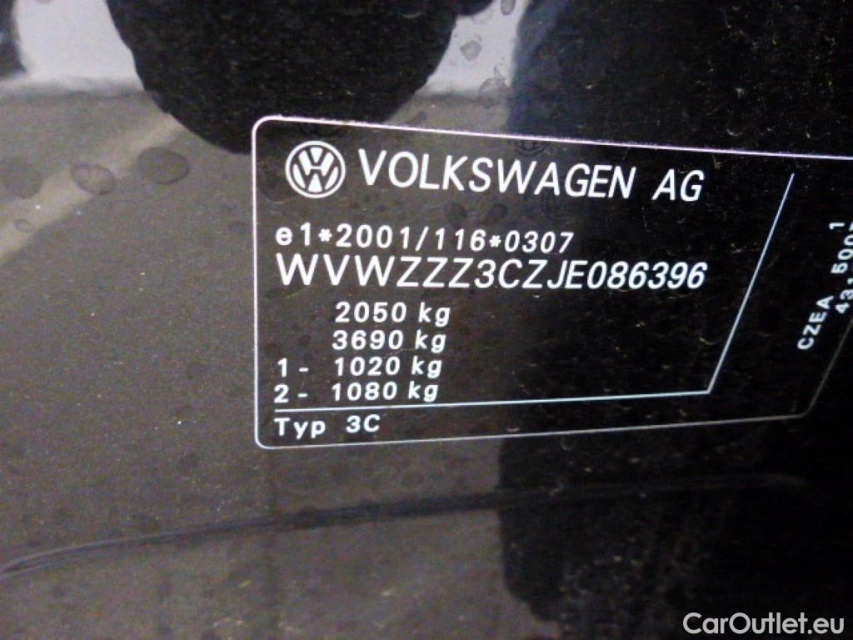 VOLKSWAGEN AG
e1*2001/116*0307
WVWZZZ3CZJE086396
2050 kg
3690 kg
1- 1020 kg
2- 1080 kg
Typ 3C
CZEA
CarOutlet.eu